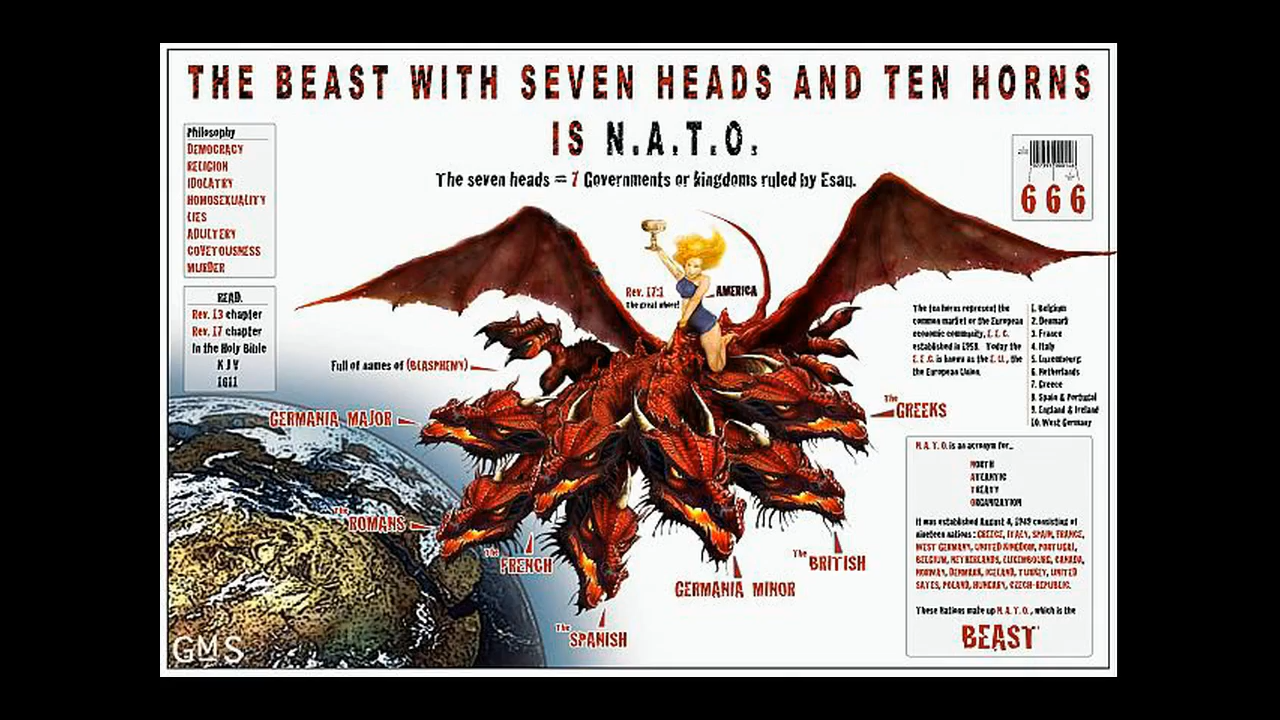 THE BEAST WITH SEVEN HEADS AND TEN HORNS
IS N.A.T.O.
The seven heads = 7 Governments or kingdoms ruled by Esau.
Philosophy
DEMOCRACY
RELIGION
IDOLATRY
HOMOSEXUALITY
LIES
ADULTERY
COVETOUSNESS
MURDER
READ.
Rev. 13 chapter
Rev. 17 chapter
In the Holy Bible
KJV
1611
666
Rev. 17:1
The great whore!
AMERICA
Full of names of (BLASPHEMY)
GERMANIA MAJOR
The ROMANS
The FRENCH
The SPANISH
GERMANIA MINOR
The BRITISH
The GREEKS
The ten horns represent the
common market or the European
economic community, E. E. C.
established in 1958. Today the
E. E .C. is known as the E. U., the
the European Union.
1. Belgium
2. Denmark
3. France
4. Italy
5. Luxembourg
6. Netherlands
7. Greece
8. Spain & Portugal
9. England & Ireland
10. West Germany
N. A. T. O. is an acronym for...
NORTH
ATLANTIC
TREATY
ORGANIZATION
It was established August 4, 1949 consisting of
nineteen nations : GREECE, ITALY, SPAIN, FRANCE,
WEST GERMANY, UNITED KINGDOM, PORTUGAL,
BELGIUM, NETHERLANDS, LUXEMBOURG, CANADA,
NORWAY, DENMARK, ICELAND, TURKEY, UNITED
SATES, POLAND, HUNGARY, CZECH-REPUBLIC.
These Nations make up N. A. T. O. , which is the
BEAST
GMS